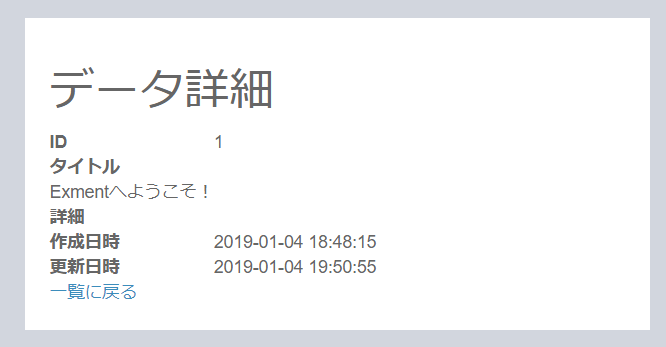 データ詳細
ID 1
タイトル
Exmentへようこそ！
詳細
作成日時 2019-01-04 18:48:15
更新日時 2019-01-04 19:50:55
一覧に戻る